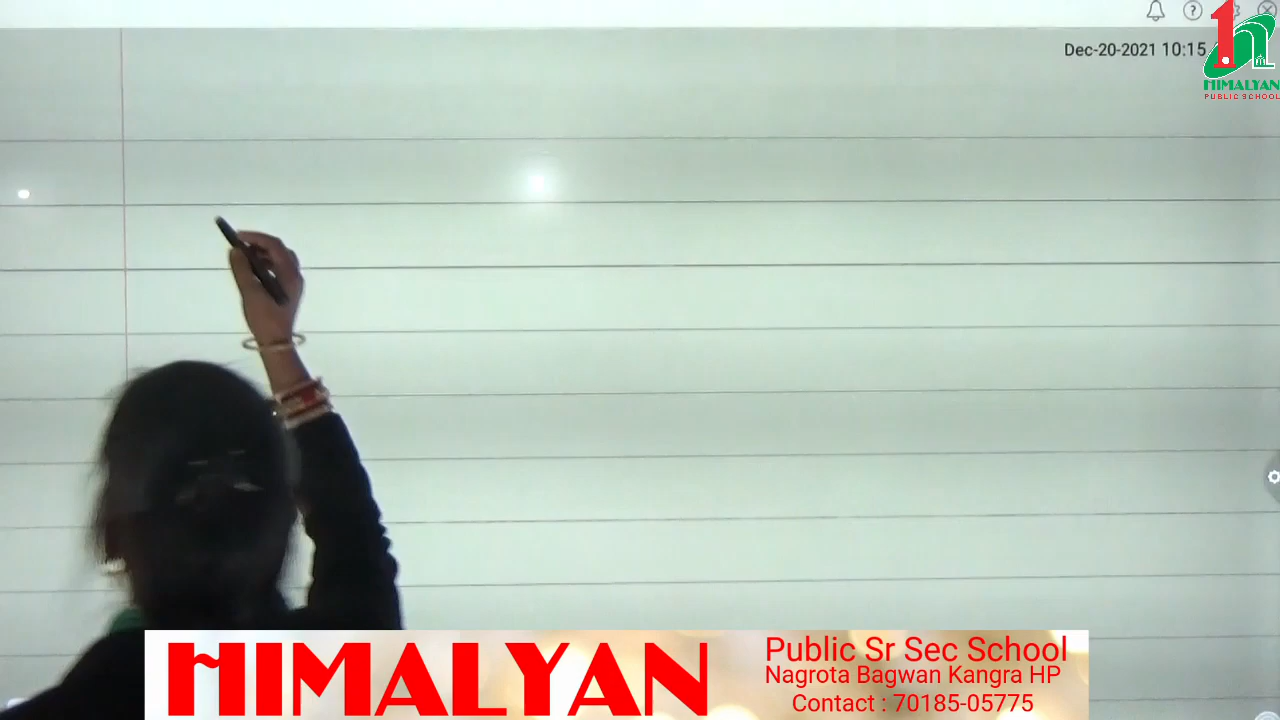 Dec-20-2021 10:15
HIMALYAN
PUBLIC SCHOOL
HIMALYAN
Public Sr Sec School
Nagrota Bagwan Kangra HP
Contact : 70185-05775